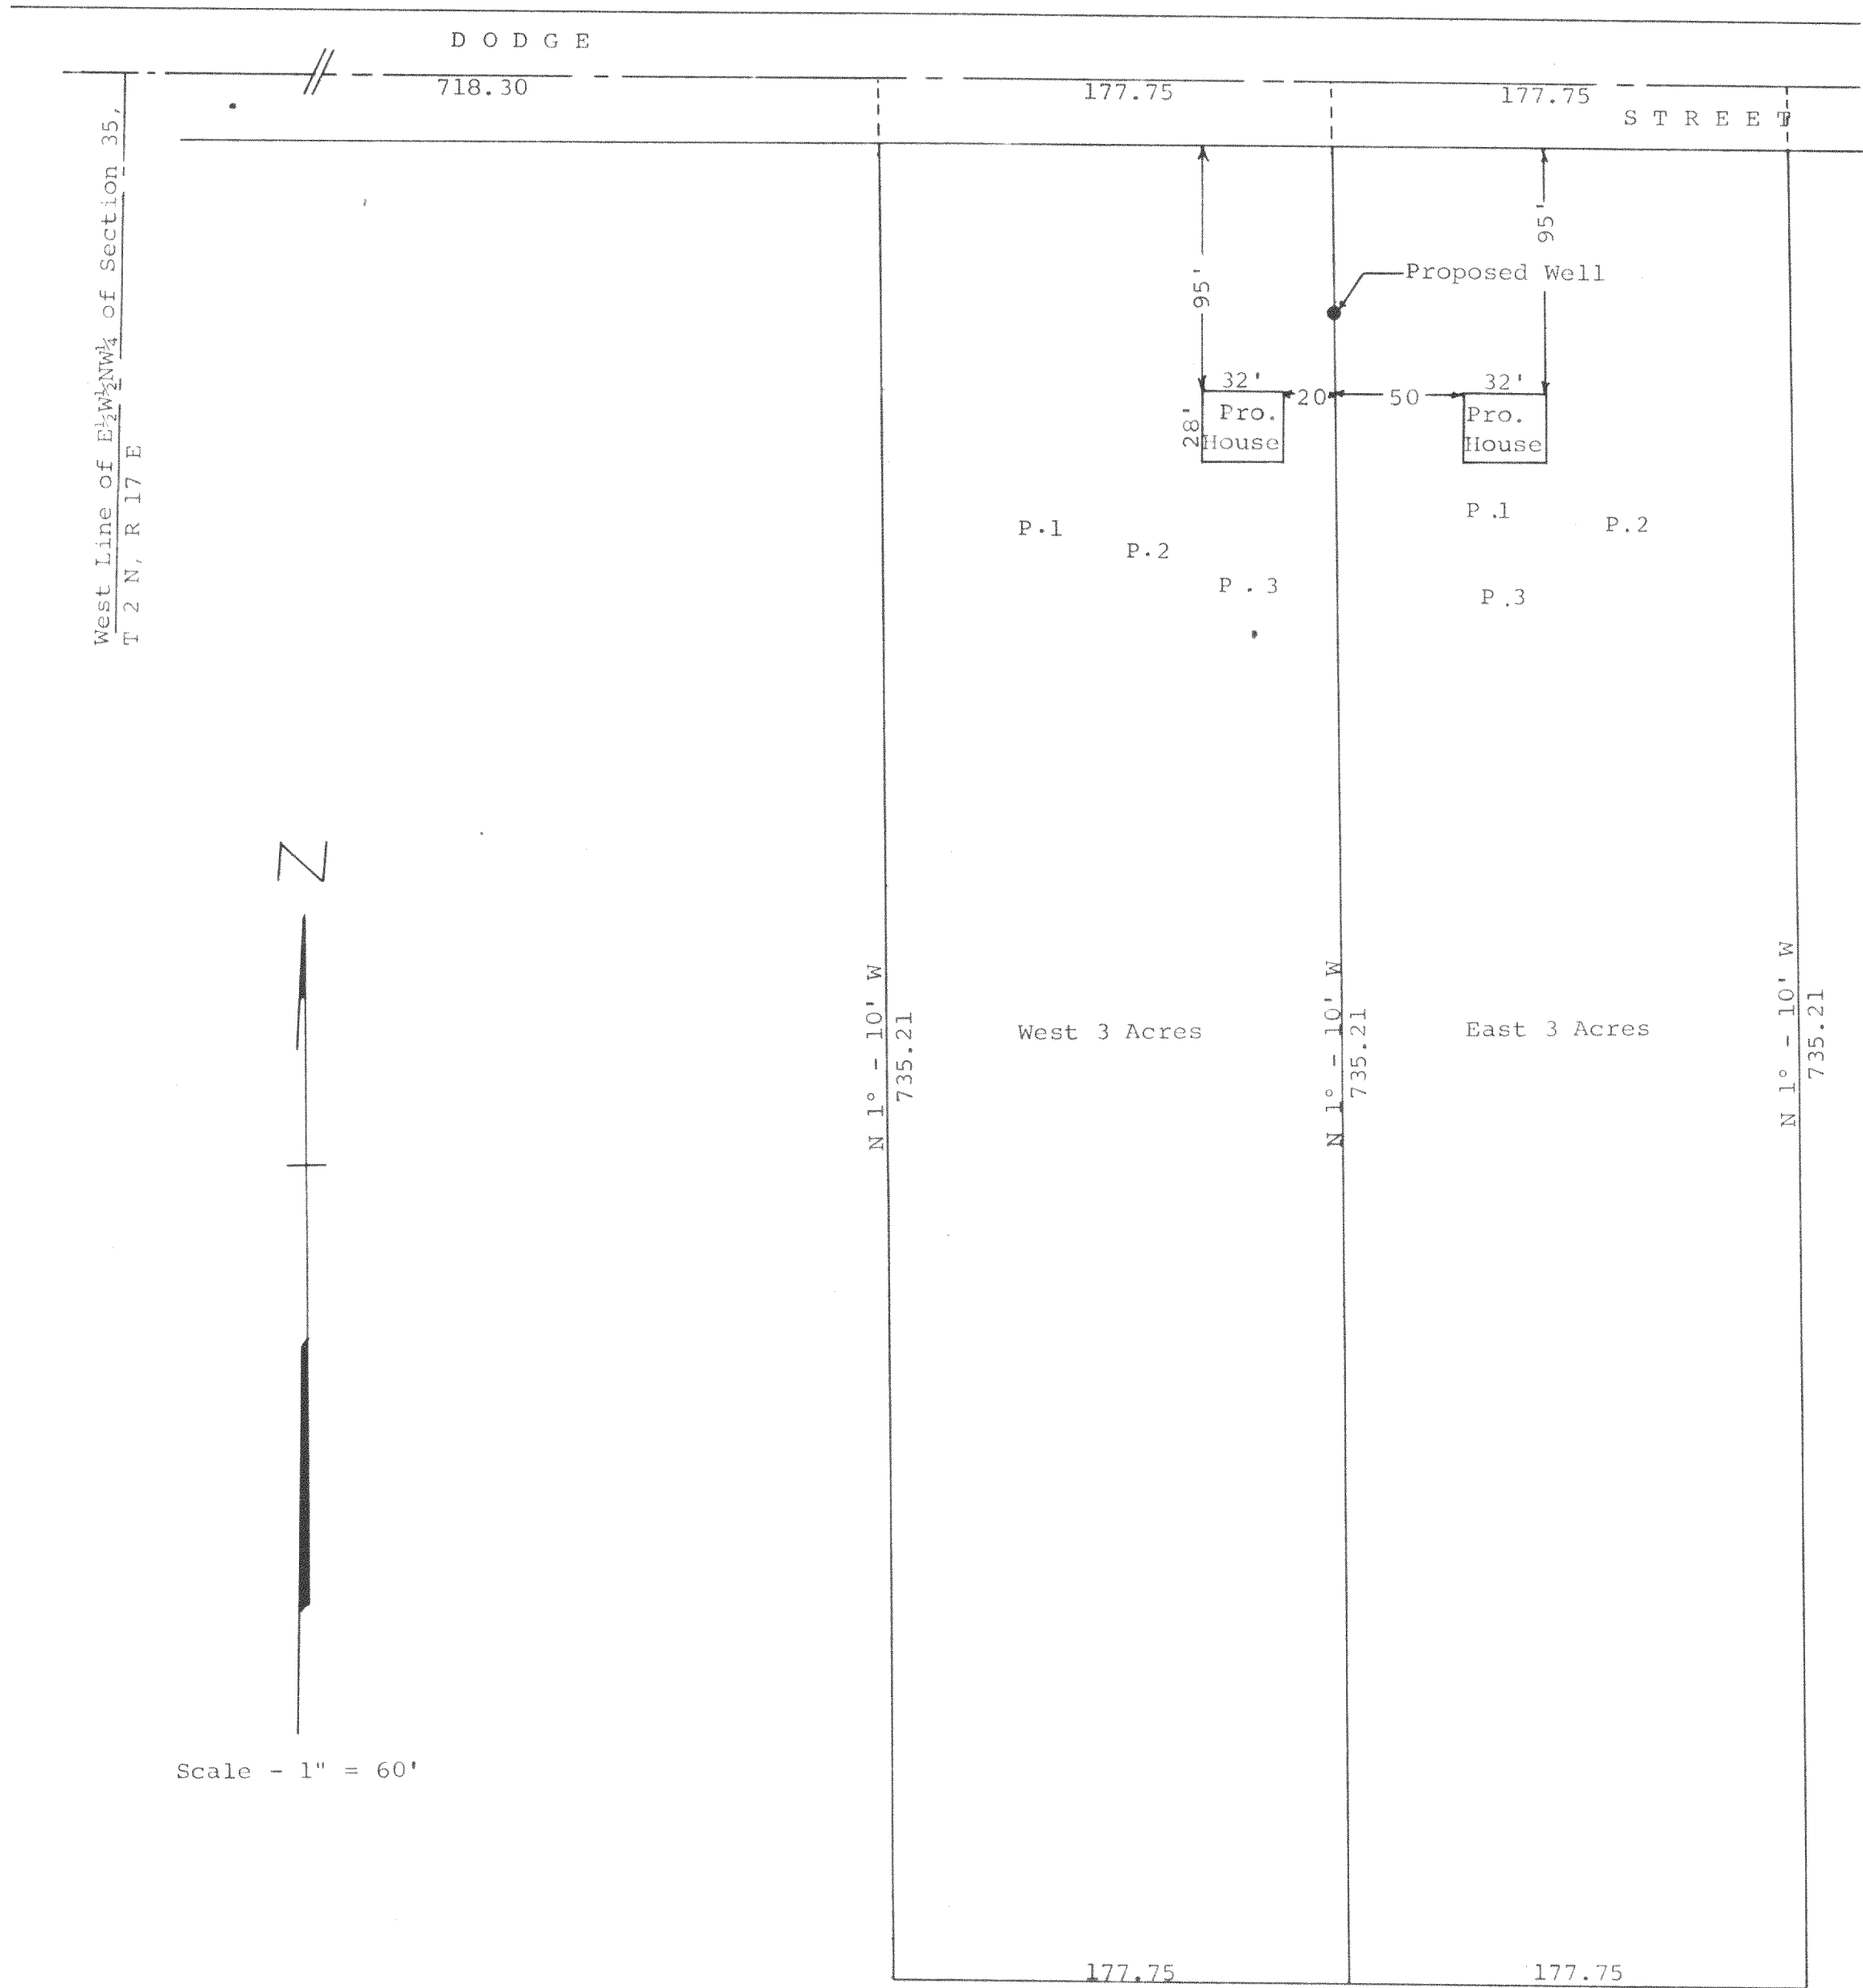 D O D G E
718.30
177.75
177.75
S T R E E T
West Line of E½W½NW¼ of Section 35,
T 2 N, R 17 E
95'
95'
Proposed Well
32'
20
50
32'
28'
Pro.
House
Pro.
House
P.1
P.2
P . 3
P .1
P.2
P .3
N
N 1° - 10' W
735.21
West 3 Acres
N 1° - 10' W
735.21
East 3 Acres
N 1° - 10' W
735.21
Scale - 1" = 60'
177.75
177.75